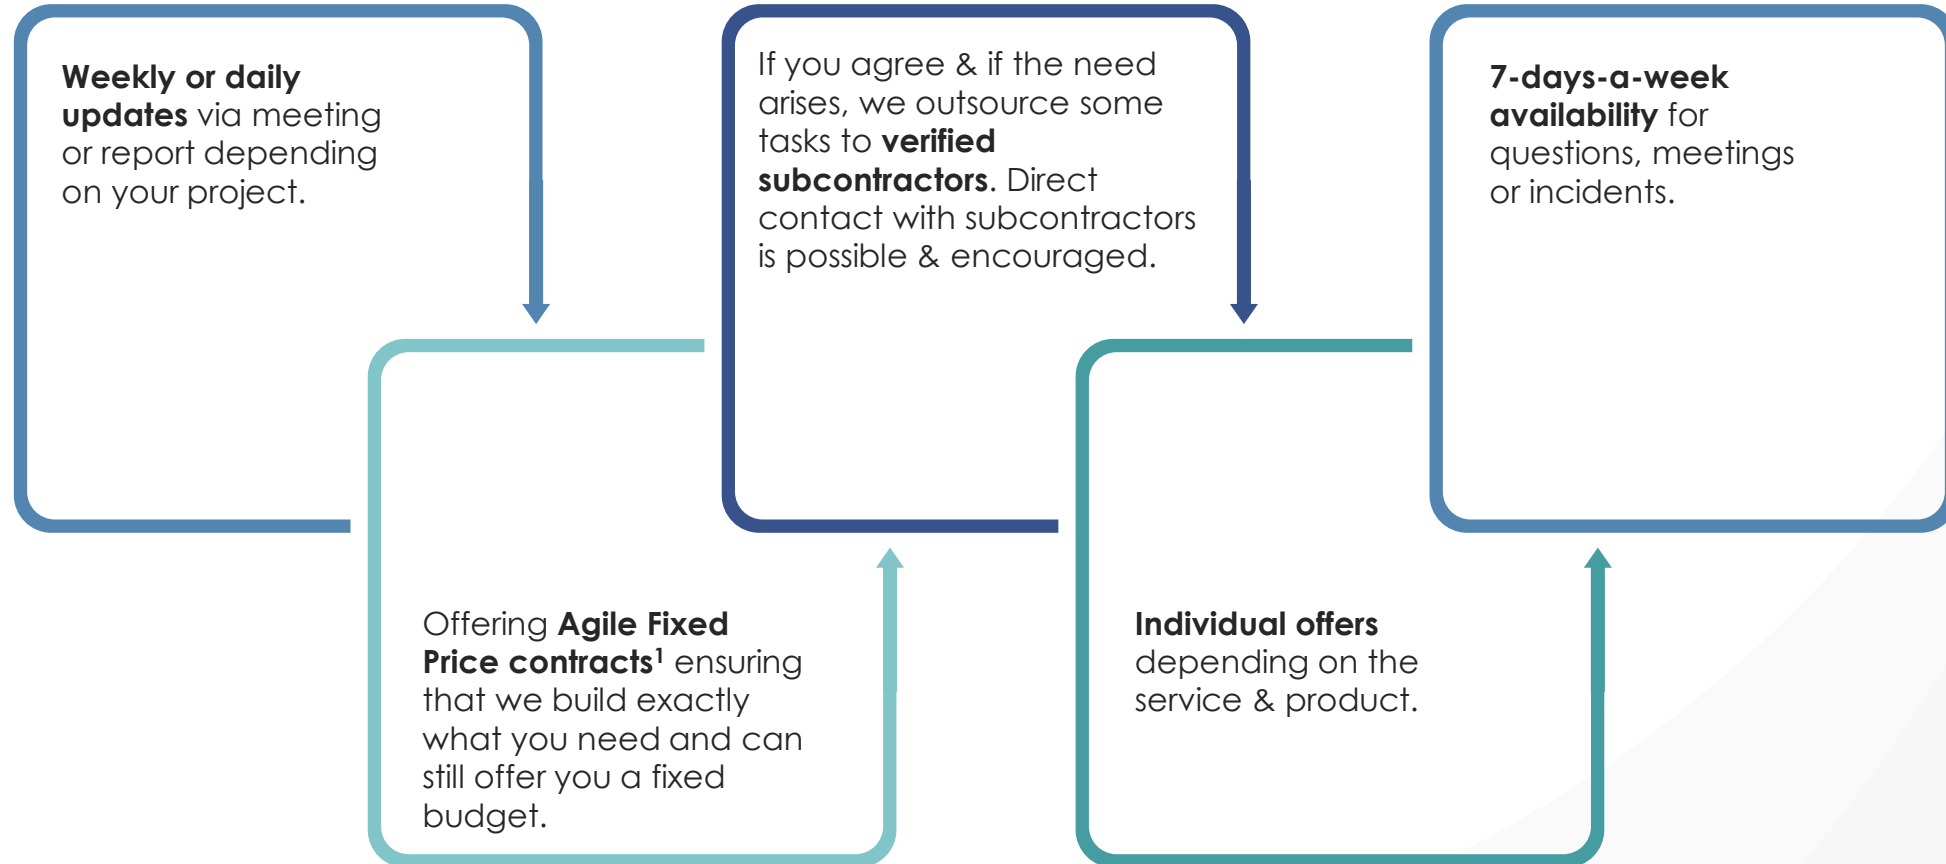 Weekly or daily
updates via meeting
or report depending
on your project.
Offering Agile Fixed
Price contracts¹ ensuring
that we build exactly
what you need and can
still offer you a fixed
budget.
If you agree & if the need
arises, we outsource some
tasks to verified
subcontractors. Direct
contact with subcontractors
is possible & encouraged.
Individual offers
depending on the
service & product.
7-days-a-week
availability for
questions, meetings
or incidents.